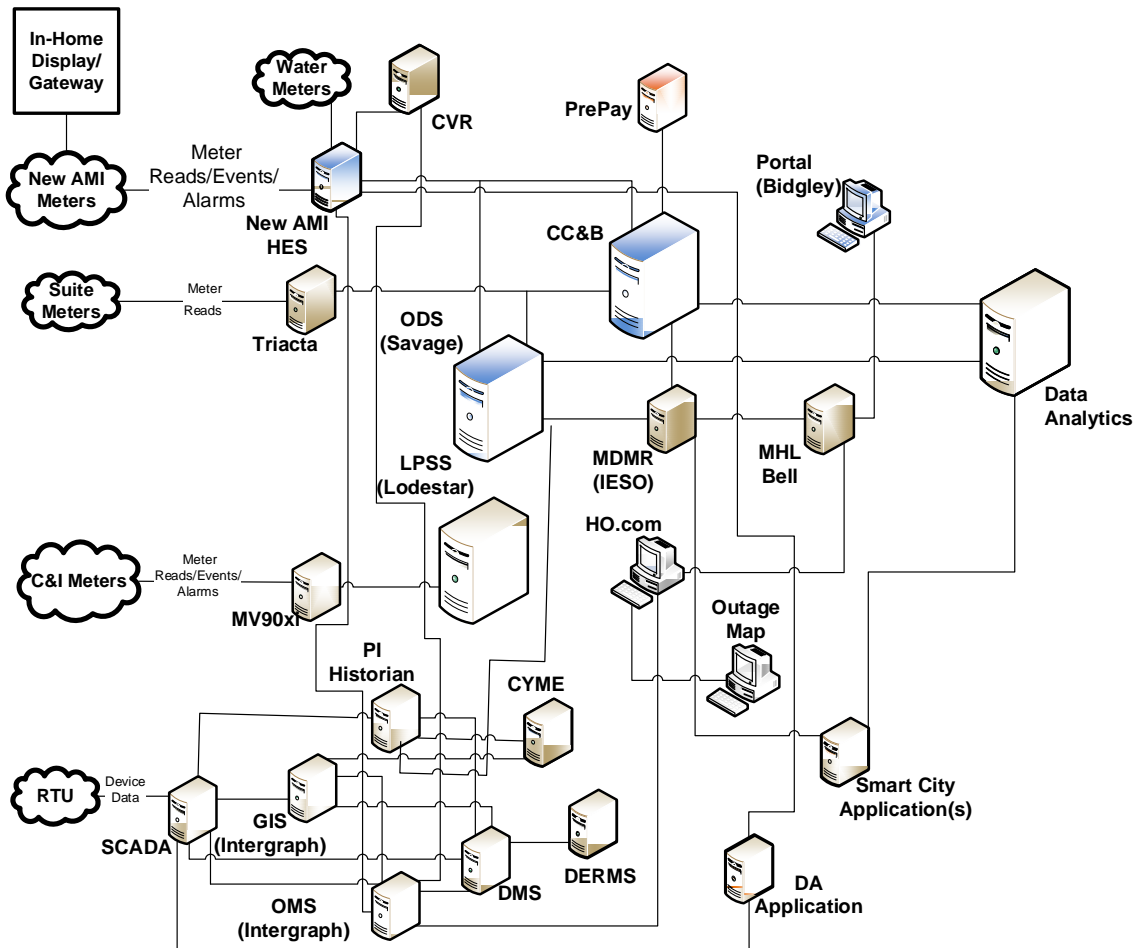 In-Home
Display/
Gateway
Water
Meters
CVR
PrePay
New AMI
Meters
Meter
Reads/Events/
Alarms
New AMI
HES
Portal
(Bidgley)
CC&B
Suite
Meters
Meter
Reads
Triacta
ODS
(Savage)
Data
Analytics
LPSS
(Lodestar)
MDMR
(IESO)
MHL
Bell
HO.com
C&I Meters
Meter
Reads/Events/
Alarms
MV90xi
Outage
Map
PI
Historian
CYME
Smart City
Application(s)
RTU
Device
Data
SCADA
GIS
(Intergraph)
DERMS
DMS
OMS
(Intergraph)
DA
Application